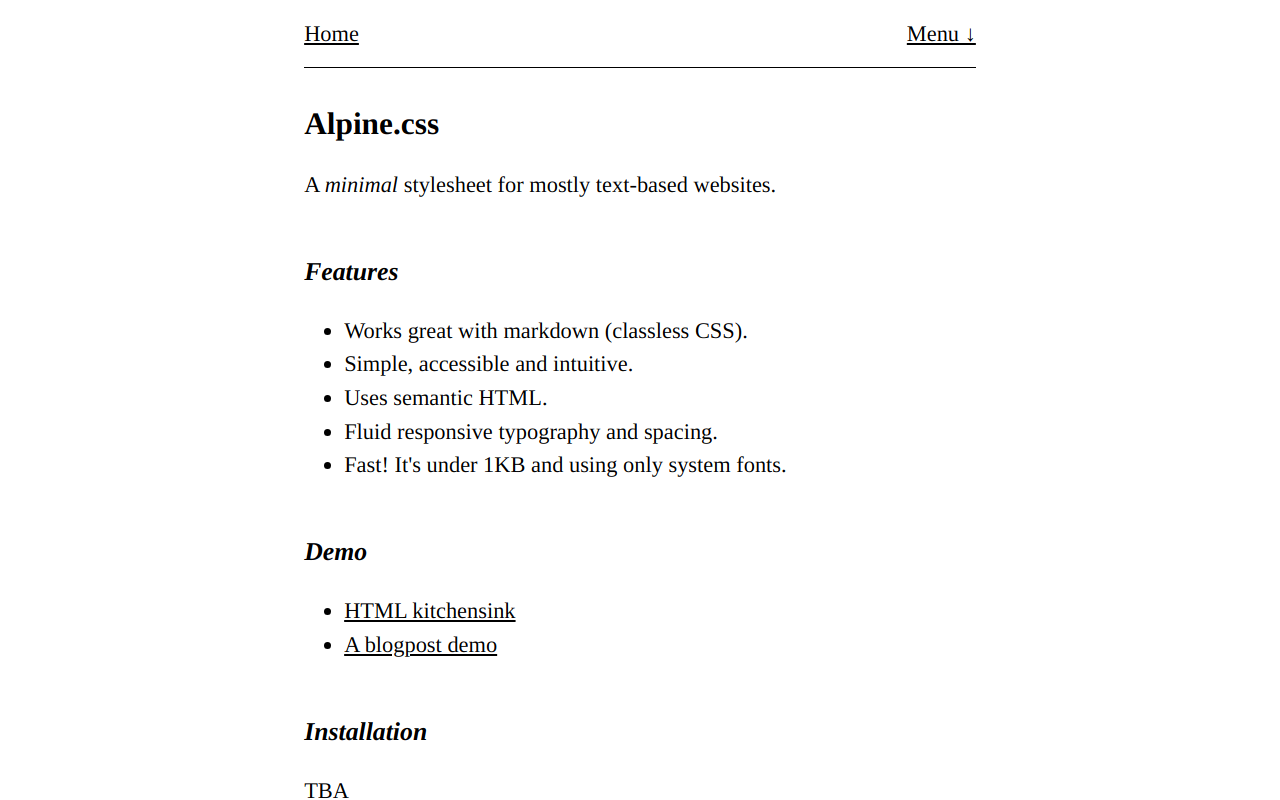 Home
Menu ↓
Alpine.css
A minimal stylesheet for mostly text-based websites.
Features
Works great with markdown (classless CSS).
Simple, accessible and intuitive.
Uses semantic HTML.
Fluid responsive typography and spacing.
Fast! It's under 1KB and using only system fonts.
Demo
HTML kitchensink
A blogpost demo
Installation
TBA